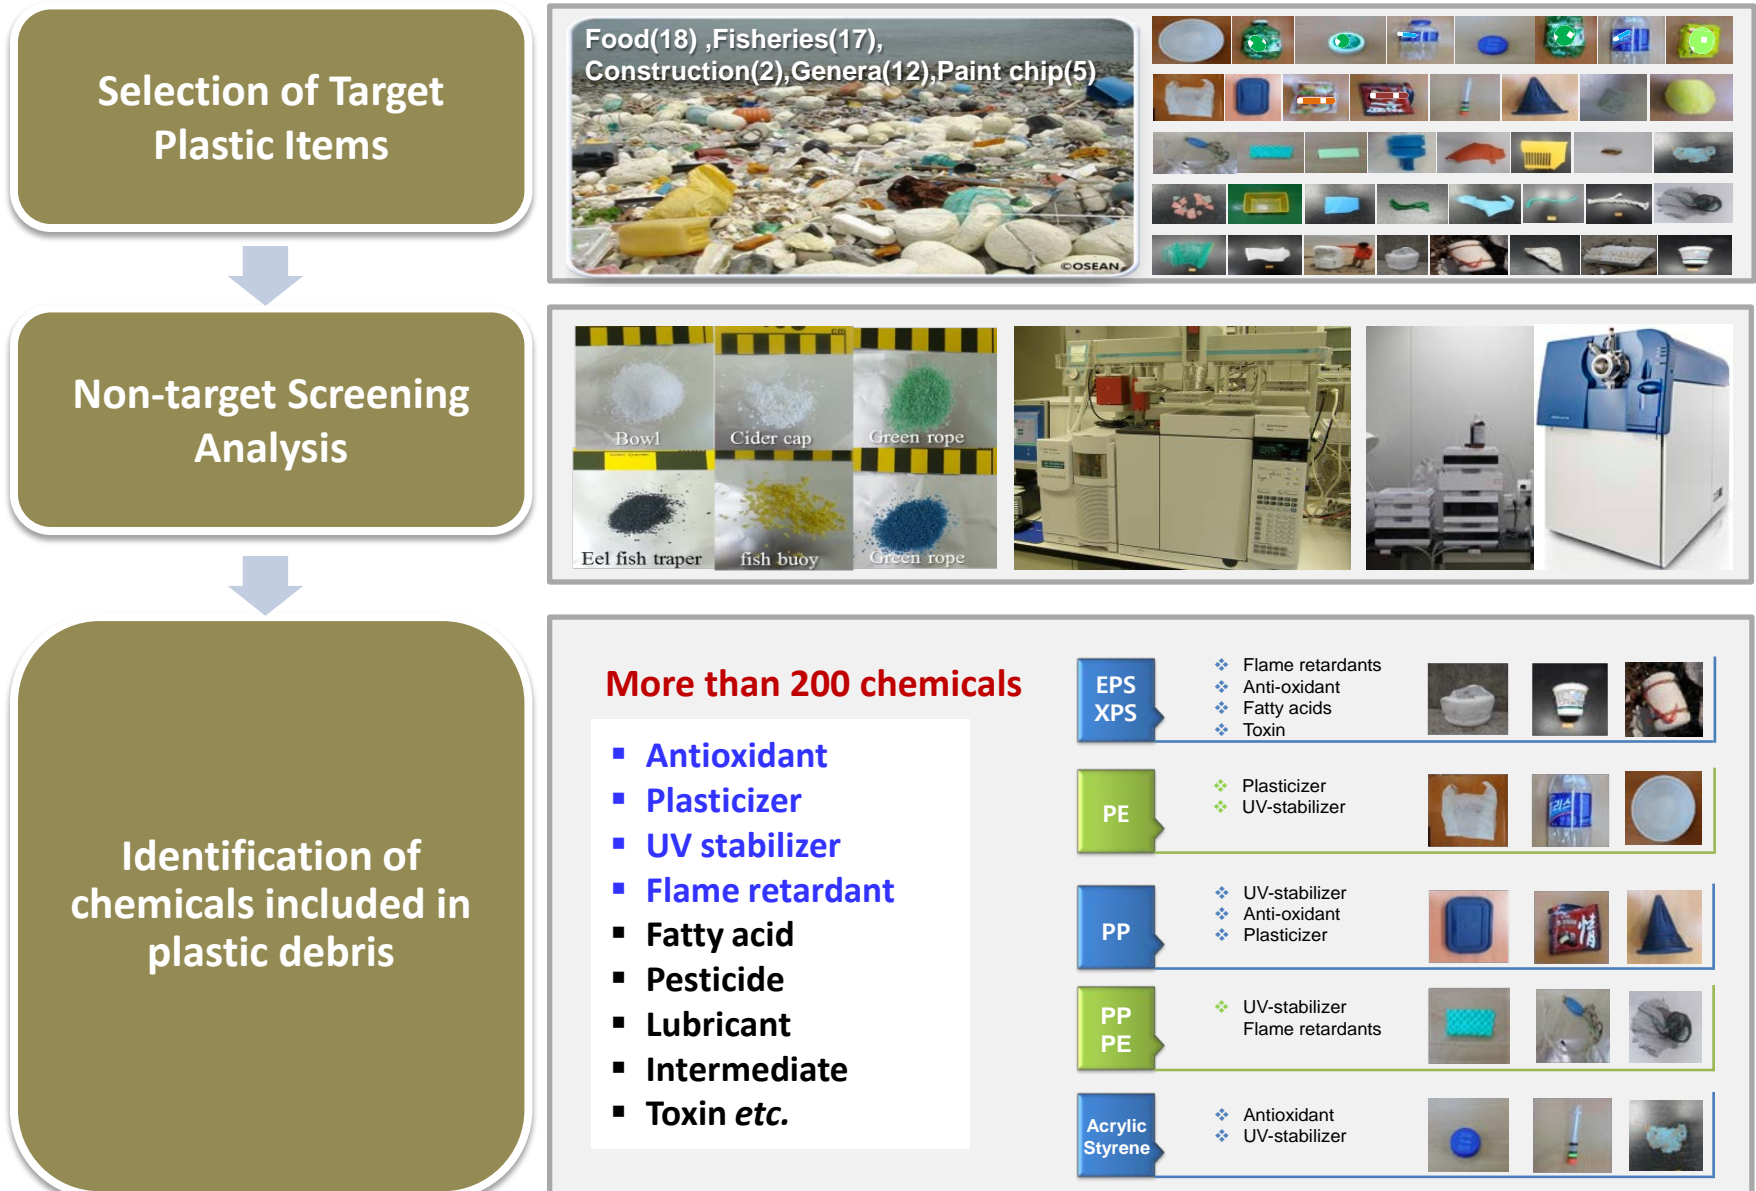 Selection of Target
Plastic Items
Food(18) ,Fisheries(17),
Construction(2),Genera(12),Paint chip(5)
©OSEAN
Non-target Screening
Analysis
cm
Bowl
Cider cap
Green rope
Eel fish traper
fish buoy
Green rope
Identification of
chemicals included in
plastic debris
More than 200 chemicals
Antioxidant
Plasticizer
UV stabilizer
Flame retardant
Fatty acid
Pesticide
Lubricant
Intermediate
Toxin etc.
EPS
XPS
Flame retardants
Anti-oxidant
Fatty acids
Toxin
PE
Plasticizer
UV-stabilizer
PP
UV-stabilizer
Anti-oxidant
Plasticizer
PP
PE
UV-stabilizer
Flame retardants
Acrylic
Styrene
Antioxidant
UV-stabilizer